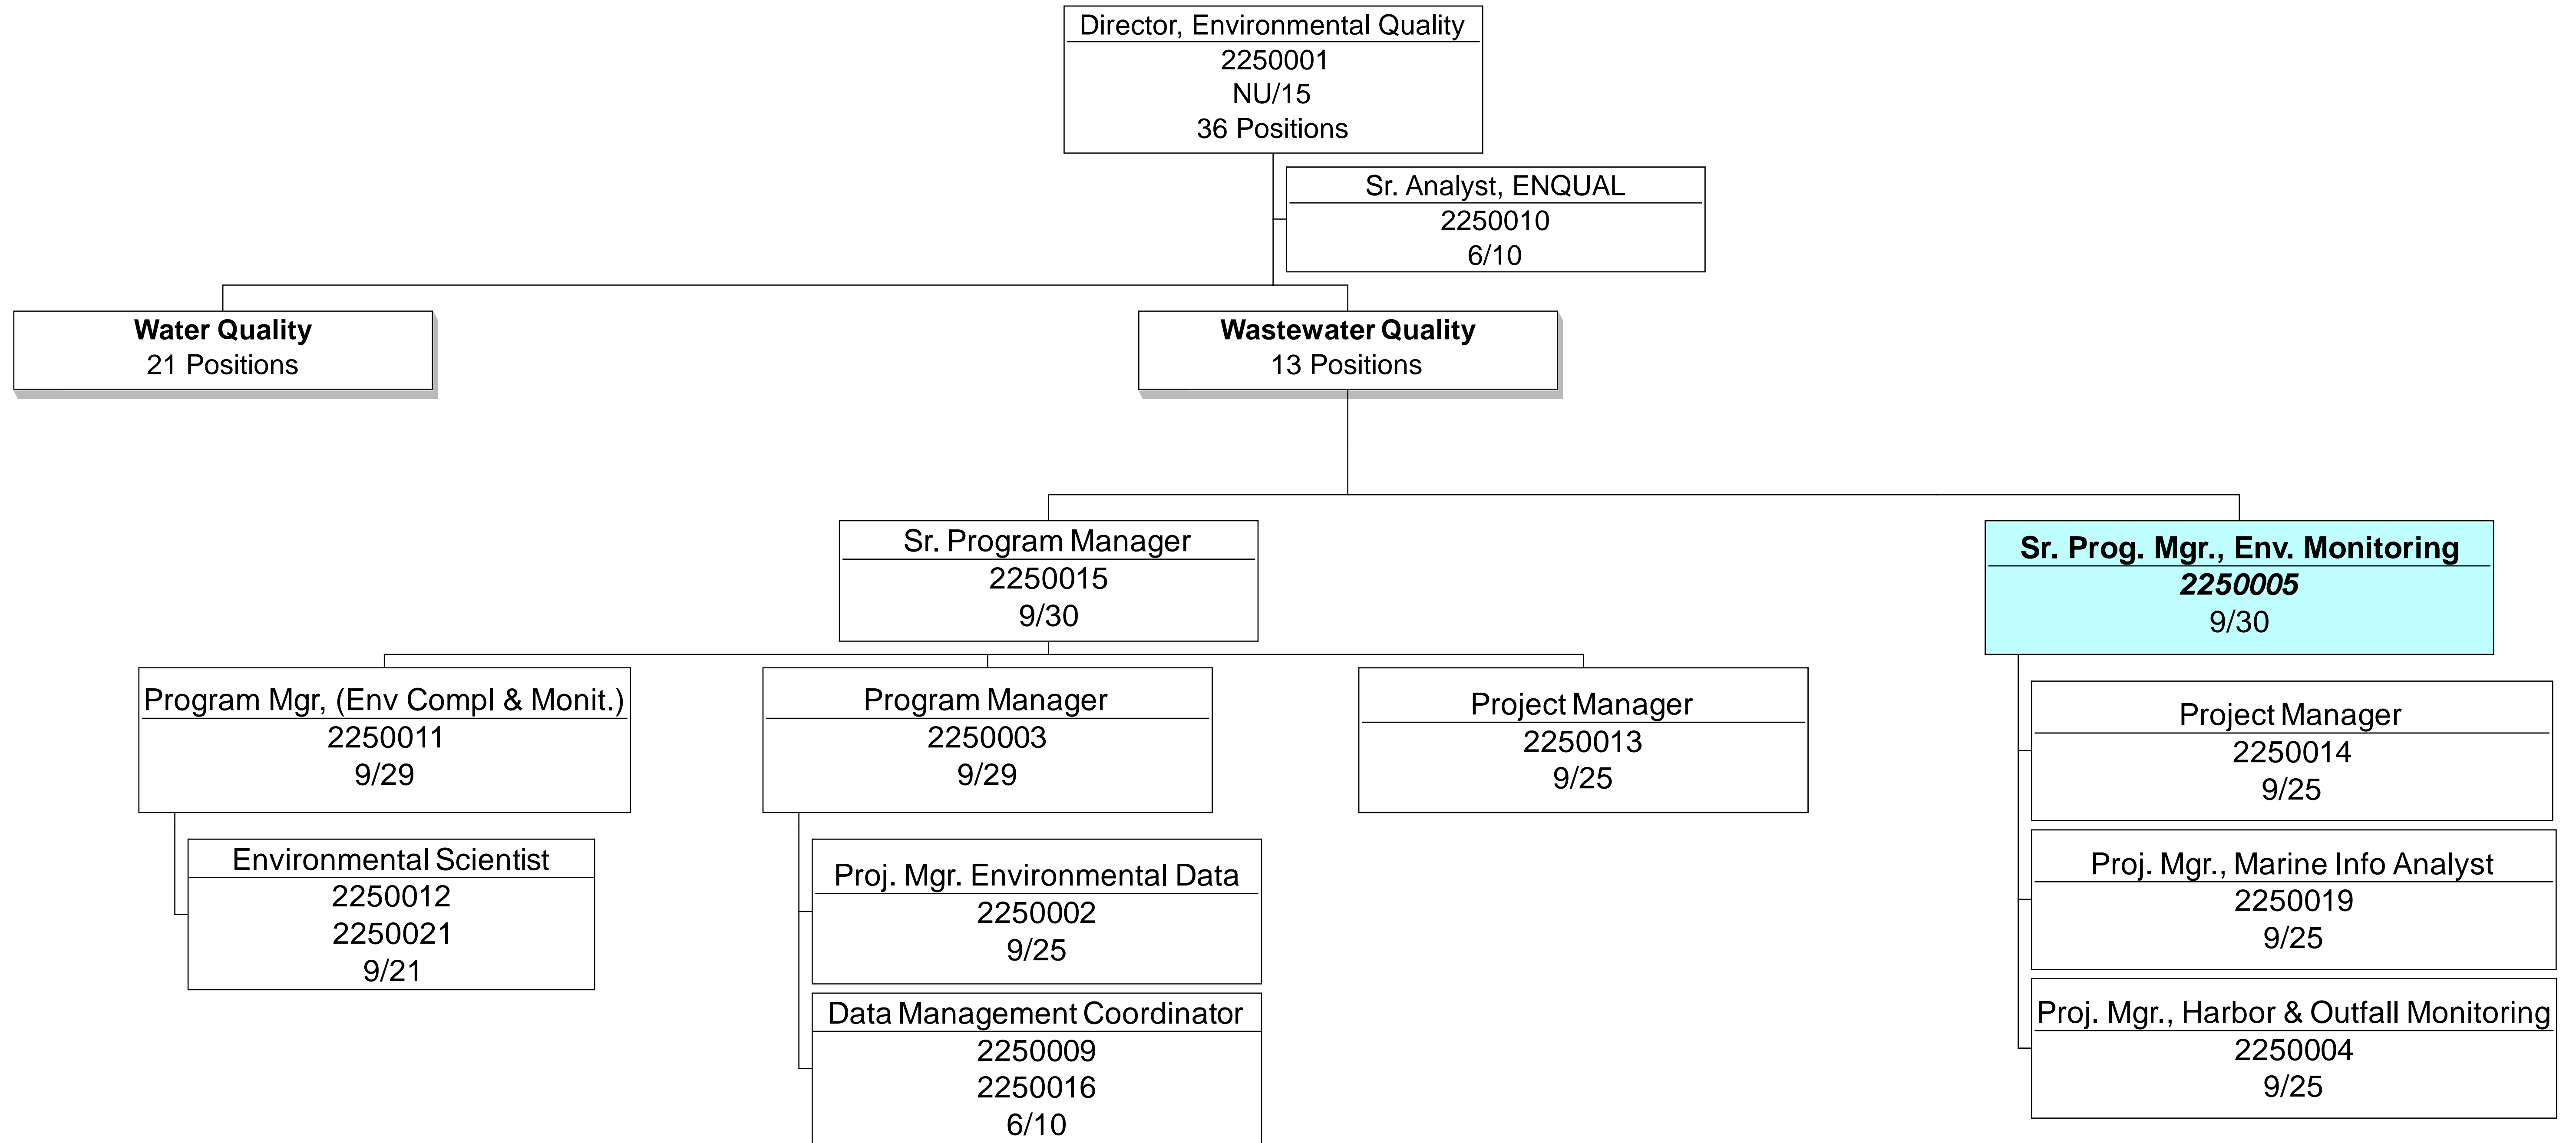 Director, Environmental Quality
2250001
NU/15
36 Positions
Sr. Analyst, ENQUAL
2250010
6/10
Water Quality
21 Positions
Wastewater Quality
13 Positions
Sr. Program Manager
2250015
9/30
Sr. Prog. Mgr., Env. Monitoring
2250005
9/30
Program Mgr, (Env Compl & Monit.)
2250011
9/29
Program Manager
2250003
9/29
Project Manager
2250013
9/25
Project Manager
2250014
9/25
Environmental Scientist
2250012
2250021
9/21
Proj. Mgr. Environmental Data
2250002
9/25
Proj. Mgr., Marine Info Analyst
2250019
9/25
Data Management Coordinator
2250009
2250016
6/10
Proj. Mgr., Harbor & Outfall Monitoring
2250004
9/25